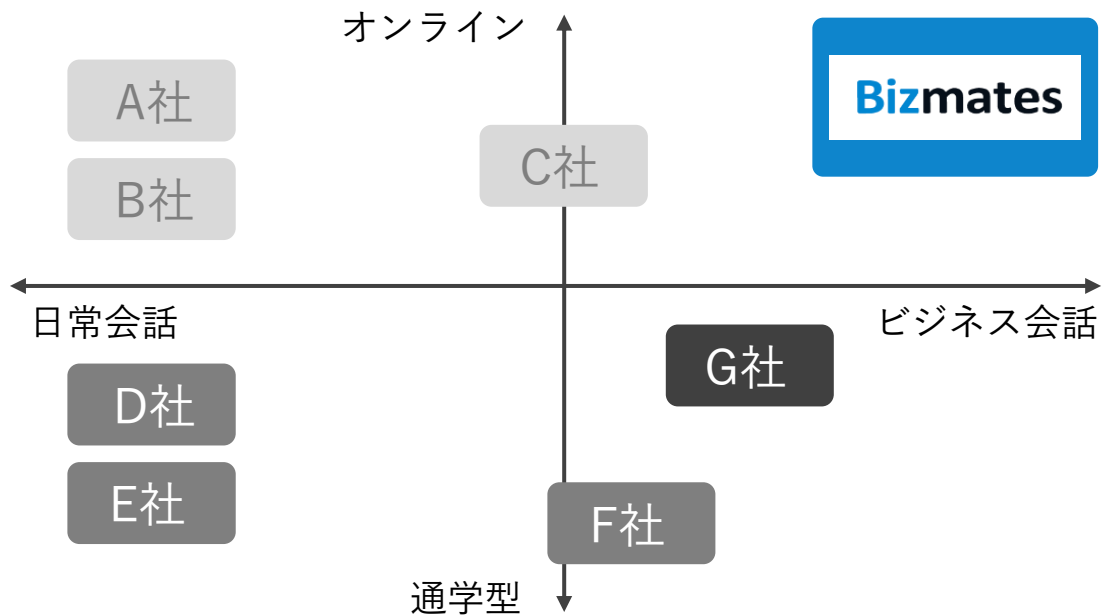 オンライン
A社
Bizmates
C社
B社
日常会話
ビジネス会話
G社
D社
E社
F社
通学型